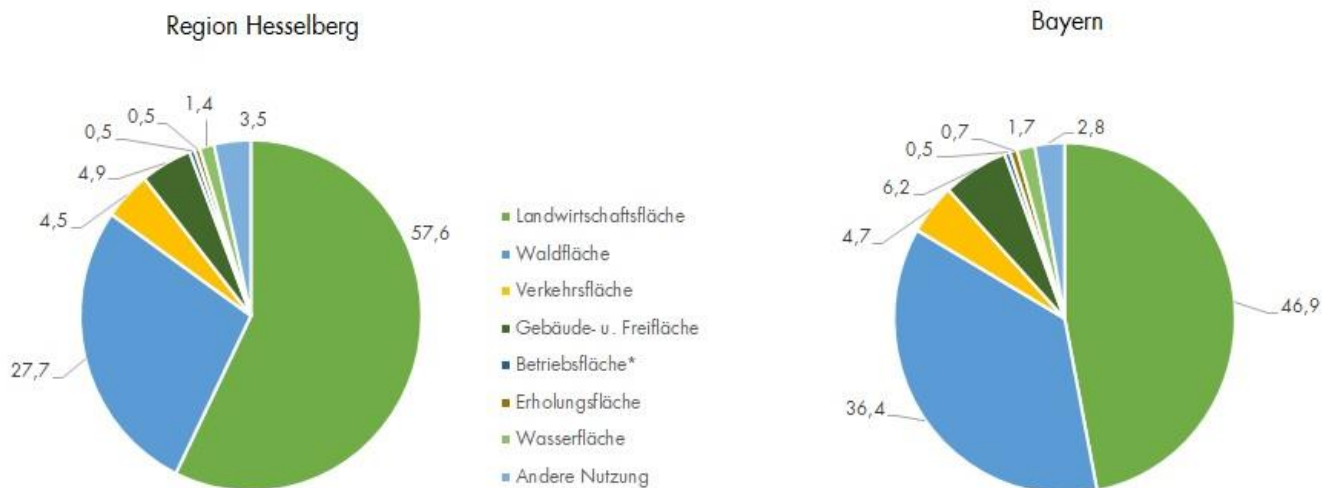 Region Hesselberg
0,5
0,5
1,4
3,5
4,9
4,5
57,6
27,7
Landwirtschaftsfläche
Waldfläche
Verkehrsfläche
Gebäude- u. Freifläche
Betriebsfläche*
Erholungsfläche
Wasserfläche
Andere Nutzung
Bayern
0,5
0,7
1,7
2,8
6,2
4,7
46,9
36,4